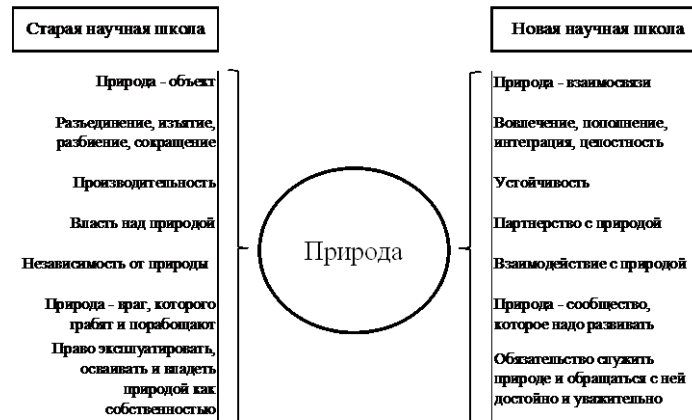 Старая научная школа
Новая научная школа
Природа - объект
Разъединение, изъятие,
разбиение, сокращение
Производительность
Власть над природой
Независимость от природы
Природа - враг, которого
грабят и порабощают
Право эксплуатировать,
осваивать и владеть
природой как
собственностью
Природа
Природа - взаимосвязи
Вовлечение, пополнение,
интеграция, целостность
Устойчивость
Партнерство с природой
Взаимодействие с природой
Природа - сообщество,
которое надо развивать
Обязательство служить
природе и обращаться с ней
достойно и уважительно